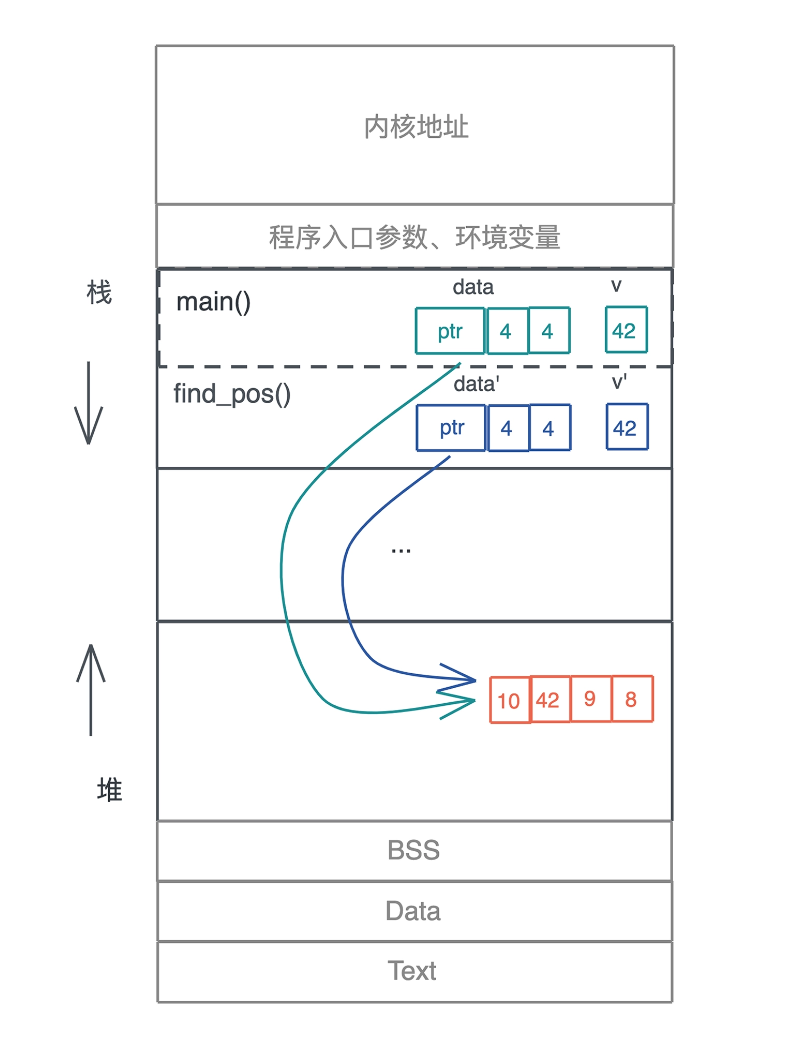 内核地址
程序入口参数、环境变量
栈
main()
data
v
ptr 4 4
42
find_pos()
data'
v'
ptr 4 4
42
...
10 42 9 8
堆
BSS
Data
Text